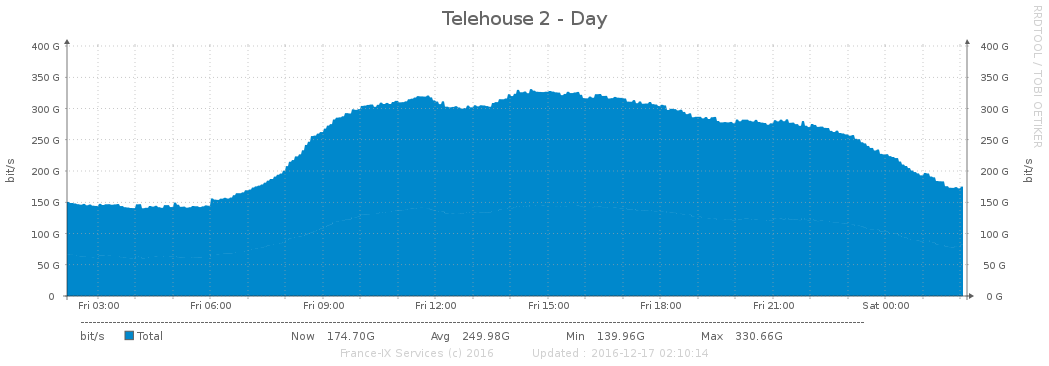 Telehouse 2 - Day
RRDTOOL / TOBI OETIKER
400 G 400 G
350 G 350 G
300 G 300 G
250 G 250 G
200 G 200 G
150 G 150 G
100 G 100 G
50 G 50 G
0 0 G
bit/s bit/s
Fri 03:00 Fri 06:00 Fri 09:00 Fri 12:00 Fri 15:00 Fri 18:00 Fri 21:00 Sat 00:00
bit/s Total Now 174.70G Avg 249.98G Min 139.96G Max 330.66G
France-IX Services (c) 2016 Updated : 2016-12-17 02:10:14